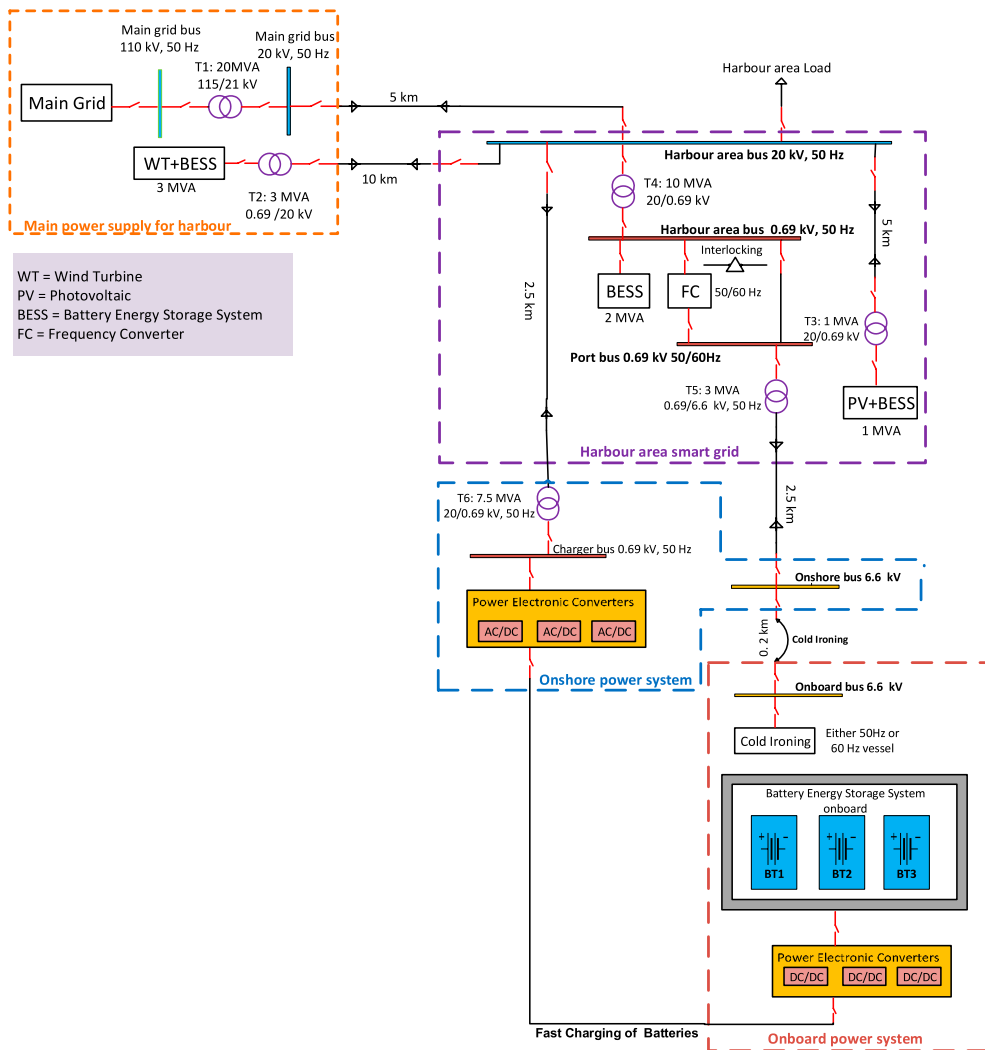 Main grid bus
110 kV, 50 Hz
Main grid bus
20 kV, 50 Hz
T1: 20MVA
115/21 kV
Main Grid
5 km
Harbour area Load
WT+BESS
3 MVA
T2: 3 MVA
0.69 /20 kV
10 km
Main power supply for harbour
Harbour area bus 20 kV, 50 Hz
T4: 10 MVA
20/0.69 kV
Harbour area bus  0.69 kV, 50 Hz
Interlocking
BESS
2 MVA
FC
50/60 Hz
5 km
2.5 km
T3: 1 MVA
20/0.69 kV
Port bus 0.69 kV 50/60Hz
T5: 3 MVA
0.69/6.6  kV, 50 Hz
PV+BESS
1 MVA
Harbour area smart grid
WT = Wind Turbine
PV = Photovoltaic
BESS = Battery Energy Storage System
FC = Frequency Converter
T6: 7.5 MVA
20/0.69 kV, 50 Hz
2.5 km
Charger bus 0.69 kV, 50 Hz
Onshore bus 6.6  kV
Power Electronic Converters
AC/DC
AC/DC
AC/DC
0. 2 km
Cold Ironing
Onshore power system
Onboard bus 6.6  kV
Cold Ironing
Either 50Hz or
60 Hz vessel
Battery Energy Storage System
onboard
+
−
+
−
+
−
BT1
BT2
BT3
Power Electronic Converters
DC/DC
DC/DC
DC/DC
Fast Charging of  Batteries
Onboard power system